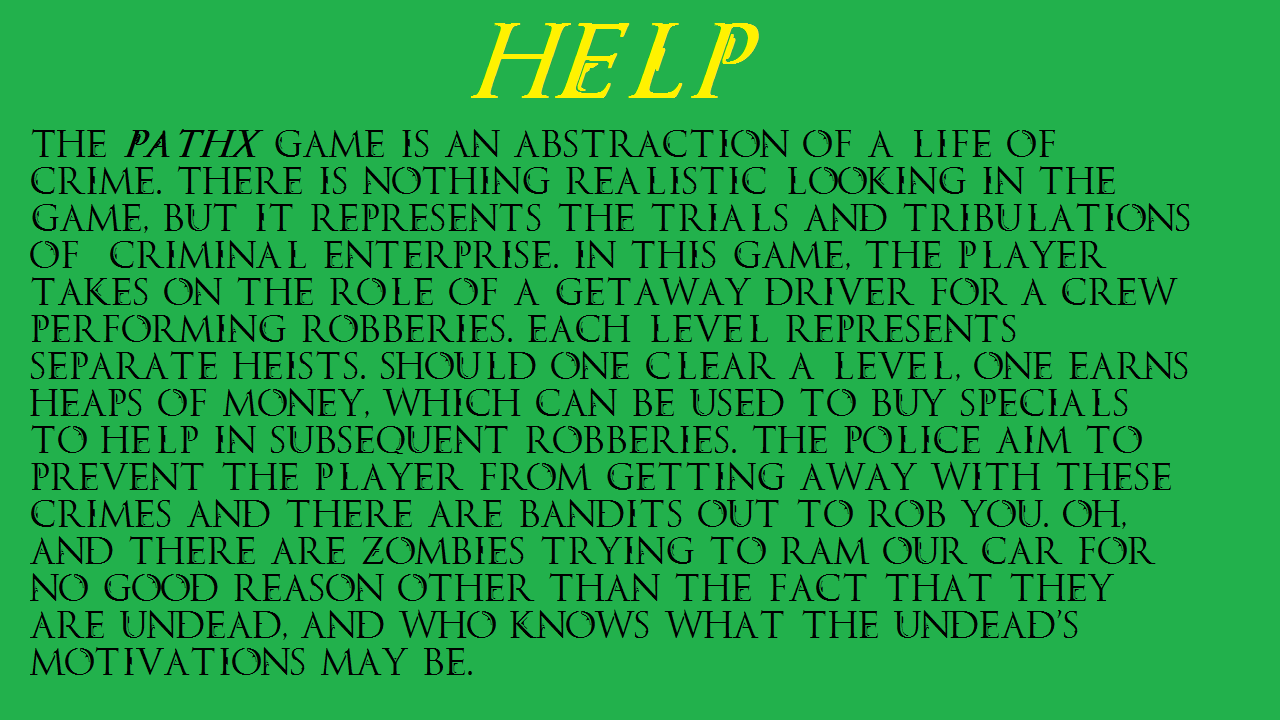 HELP
THE PATHX GAME IS AN ABSTRACTION OF A LIFE OF
CRIME. THERE IS NOTHING REALISTIC LOOKING IN THE
GAME, BUT IT REPRESENTS THE TRIALS AND TRIBULATIONS
OF CRIMINAL ENTERPRISE. IN THIS GAME, THE PLAYER
TAKES ON THE ROLE OF A GETAWAY DRIVER FOR A CREW
PERFORMING ROBBERIES. EACH LEVEL REPRESENTS
SEPARATE HEISTS. SHOULD ONE CLEAR A LEVEL, ONE EARNS
HEAPS OF MONEY, WHICH CAN BE USED TO BUY SPECIALS
TO HELP IN SUBSEQUENT ROBBERIES. THE POLICE AIM TO
PREVENT THE PLAYER FROM GETTING AWAY WITH THESE
CRIMES AND THERE ARE BANDITS OUT TO ROB YOU. OH,
AND THERE ARE ZOMBIES TRYING TO RAM OUR CAR FOR
NO GOOD REASON OTHER THAN THE FACT THAT THEY
ARE UNDEAD, AND WHO KNOWS WHAT THE UNDEAD'S
MOTIVATIONS MAY BE.